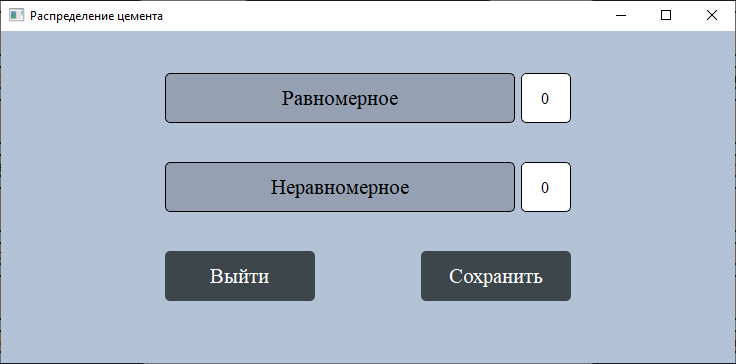 Распределение цемента
Равномерное 0
Неравномерное 0
Выйти Сохранить